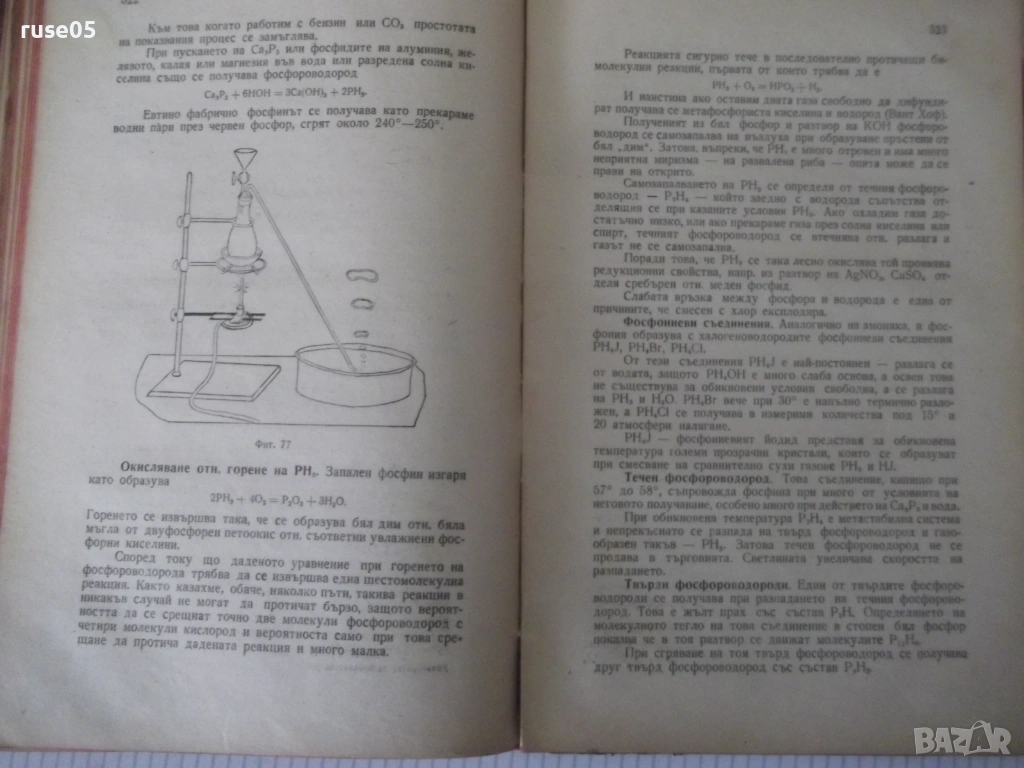 ruse05
Към това когато работим с бензин или CO₂ простотата
на показвания процес се замъглява.
При пускането на Ca₃P₂ или фосфидите на алуминия, же-
лязото, калая или магнезия във вода или разредена солна ки-
селина също се получава фосфороводород
Ca₃P₂ + 6HOH = 3Ca(OH)₂ + 2PH₃.
Евтино фабрично фосфинът се получава като прекараме
водни пари през червен фосфор, сгрят около 240°—250°.
Фиг. 77
Окисляване отн. горене на PH₃. Запален фосфин изгаря
като образува
2PH₃ + 4O₂ = P₂O₅ + 3H₂O.
Горенето се извършва така, че се образува бял дим отн. бяла
мъгла от двуфосфорен петоокис отн. съответни увлажнени фос-
форни киселини.
Според току що даденото уравнение при горенето на
фосфороводорода трябва да се извършва една шестомолекулна
реакция. Както казахме, обаче, няколко пъти, такива реакции в
никакъв случай не могат да протичат бързо, защото вероят-
ността да се срещнат точно две молекули фосфороводород с
четири молекули кислород и вероятноста само при това сре-
щане да протича дадената реакция и много малка.
323
Реакцията сигурно тече в последователно протичащи би-
молекулни реакции, първата от които трябва да е
PH₃ + O₂ = HPO₂ + H₂.
И наистина ако оставим двата газа свободно да дифунди-
рат получава се метафосфориста киселина и водород (Вант Хоф).
Полученият из бял фосфор и разтвор на KOH фосфоро-
водород се самозапалва на въздуха при образуване пръстени от
бял „дим“. Затова, въпреки, че PH₃ е много отровен и има много
неприятна миризма — на развалена риба — опита може да се
прави на открито.
Самозапалването на PH₃ се определя от течния фосфоро-
водород — P₂H₄ — който заедно с водорода съпътства от-
делящия се при казаните условия PH₃. Ако охладим газа до-
статъчно низко, или ако прекараме газа през солна киселина или
спирт, течният фосфороводород се втечнява отн. разлага и
газът не се самозапалва.
Поради това, че PH₃ се така лесно окислява той проявява
редукционни свойства, напр. из разтвор на AgNO₃, CuSO₄ от-
деля сребърен отн. меден фосфид.
Слабата връзка между фосфора и водорода е една от
причините, че смесен с хлор експлодира.
Фосфониеви съединения. Аналогично на амоняка, и фос-
фония образува с халогеноводородите фосфониеви съединения
PH₄J, PH₄Br, PH₄Cl.
От тези съединения PH₄J е най-постоянен — разлага се
от водята, защото PH₄OH е много слаба основа, а освен това
не съществува за обикновени условия свободна, а се разлага
на PH₃ и H₂O. PH₄Br вече при 30° е напълно термично разло-
жен, а PH₄Cl се получава в измерими количества под 15° и
20 атмосфери налягане.
PH₄J — фосфониевият йодид представя за обикновена
температура големи прозрачни кристали, които се образуват
при смесване на сравнително сухи газове PH₃ и HJ.
Течен фосфороводород. Това съединение, кипящо при
57° до 58°, съпровожда фосфина при много от условията на
неговото получаване, особено много при действето на Ca₃P₂ и вода.
При обикновена температура P₂H₄ е метастабилна система
и непрекъснато се разпада на твърд фосфороводород и газо-
образен такъв — PH₃. Затова течен фосфороводород не се
продава в търговията. Светлината увеличава скоростта на
разпадането.
Твърди фосфороводороди. Един от твърдите фосфоро-
водороди се получава при разпадането на течния фосфорово-
дород. Това е жълт прах със състав P₂H. Определянето на
молекулното тегло на това съединение в стопен бял фосфор
показва че в тоя разтвор се движат молекулите P₁₂H₆.
При сгряване на тоя твърд фосфороводород се получава
друг твърд фосфороводород със състав P₉H₂.
BAZAR